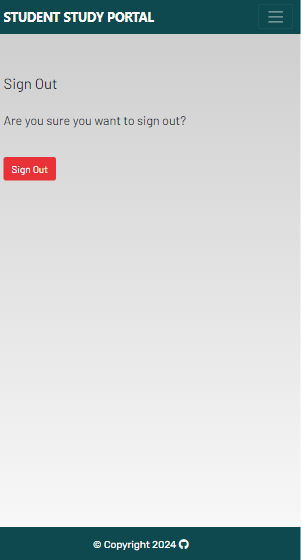 STUDENT STUDY PORTAL
Sign Out
Are you sure you want to sign out?
Sign Out
© Copyright 2024